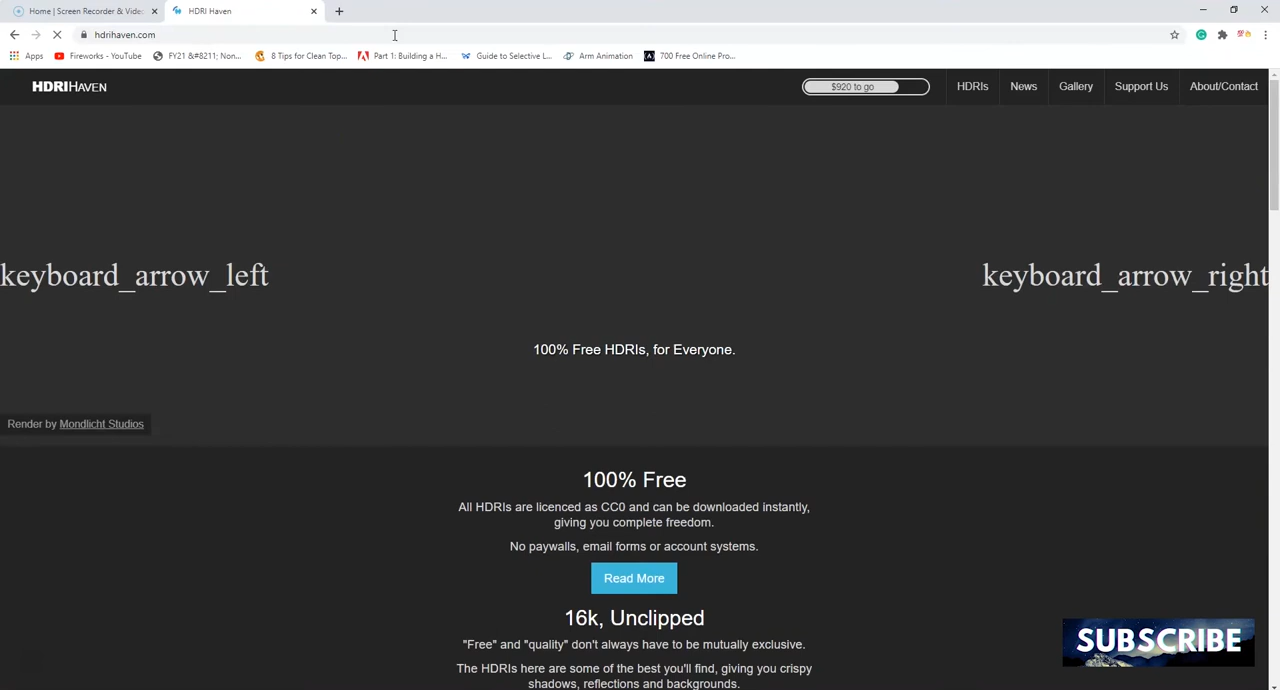 Home | Screen Recorder & Vide
HDRI Haven
hdrihaven.com
Apps
Fireworks - YouTube
FY21 &#8211; Non...
8 Tips for Clean Top...
Part 1: Building a H...
Guide to Selective L...
Arm Animation
700 Free Online Pro...
HDRIHAVEN
$920 to go
HDRIs
News
Gallery
Support Us
About/Contact
keyboard_arrow_left
keyboard_arrow_right
100% Free HDRIs, for Everyone.
Render by Mondlicht Studios
100% Free
All HDRIs are licenced as CC0 and can be downloaded instantly,
giving you complete freedom.
No paywalls, email forms or account systems.
Read More
16k, Unclipped
"Free" and "quality" don't always have to be mutually exclusive.
The HDRIs here are some of the best you'll find, giving you crispy
shadows, reflections and backgrounds.
SUBSCRIBE